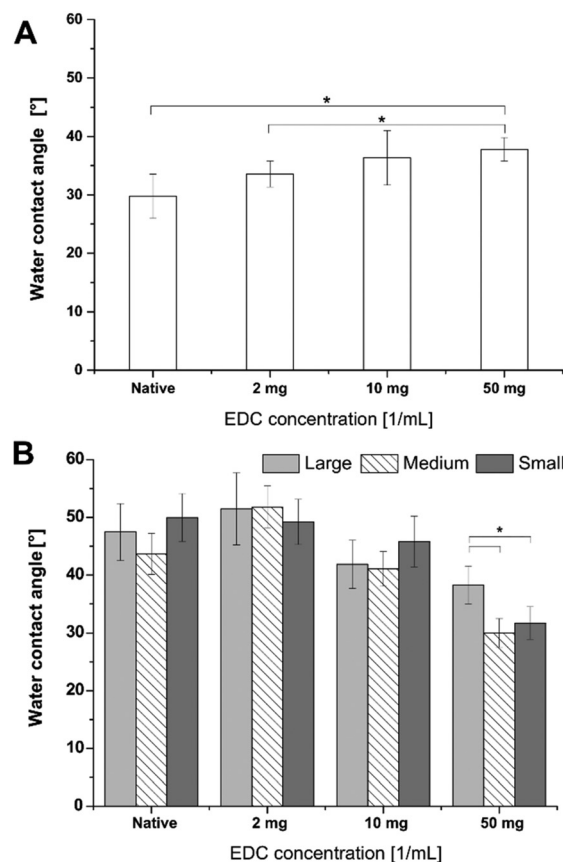 A
Water contact angle [°]
60
50
40
30
20
10
0
*
*
Native 2 mg 10 mg 50 mg
EDC concentration [1/mL]
B
Large Medium Small
Water contact angle [°]
60
50
40
30
20
10
0
*
Native 2 mg 10 mg 50 mg
EDC concentration [1/mL]